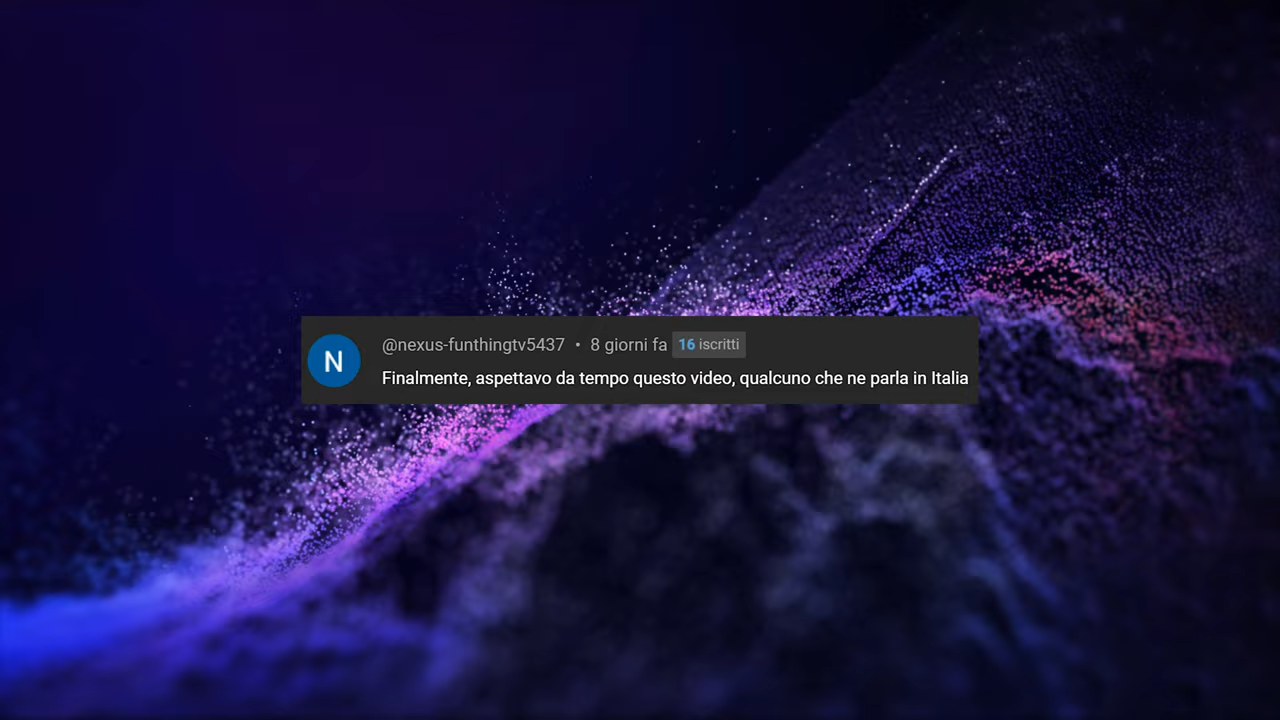 N
@nexus-funthingtv5437 • 8 giorni fa 16 iscritti
Finalmente, aspettavo da tempo questo video, qualcuno che ne parla in Italia